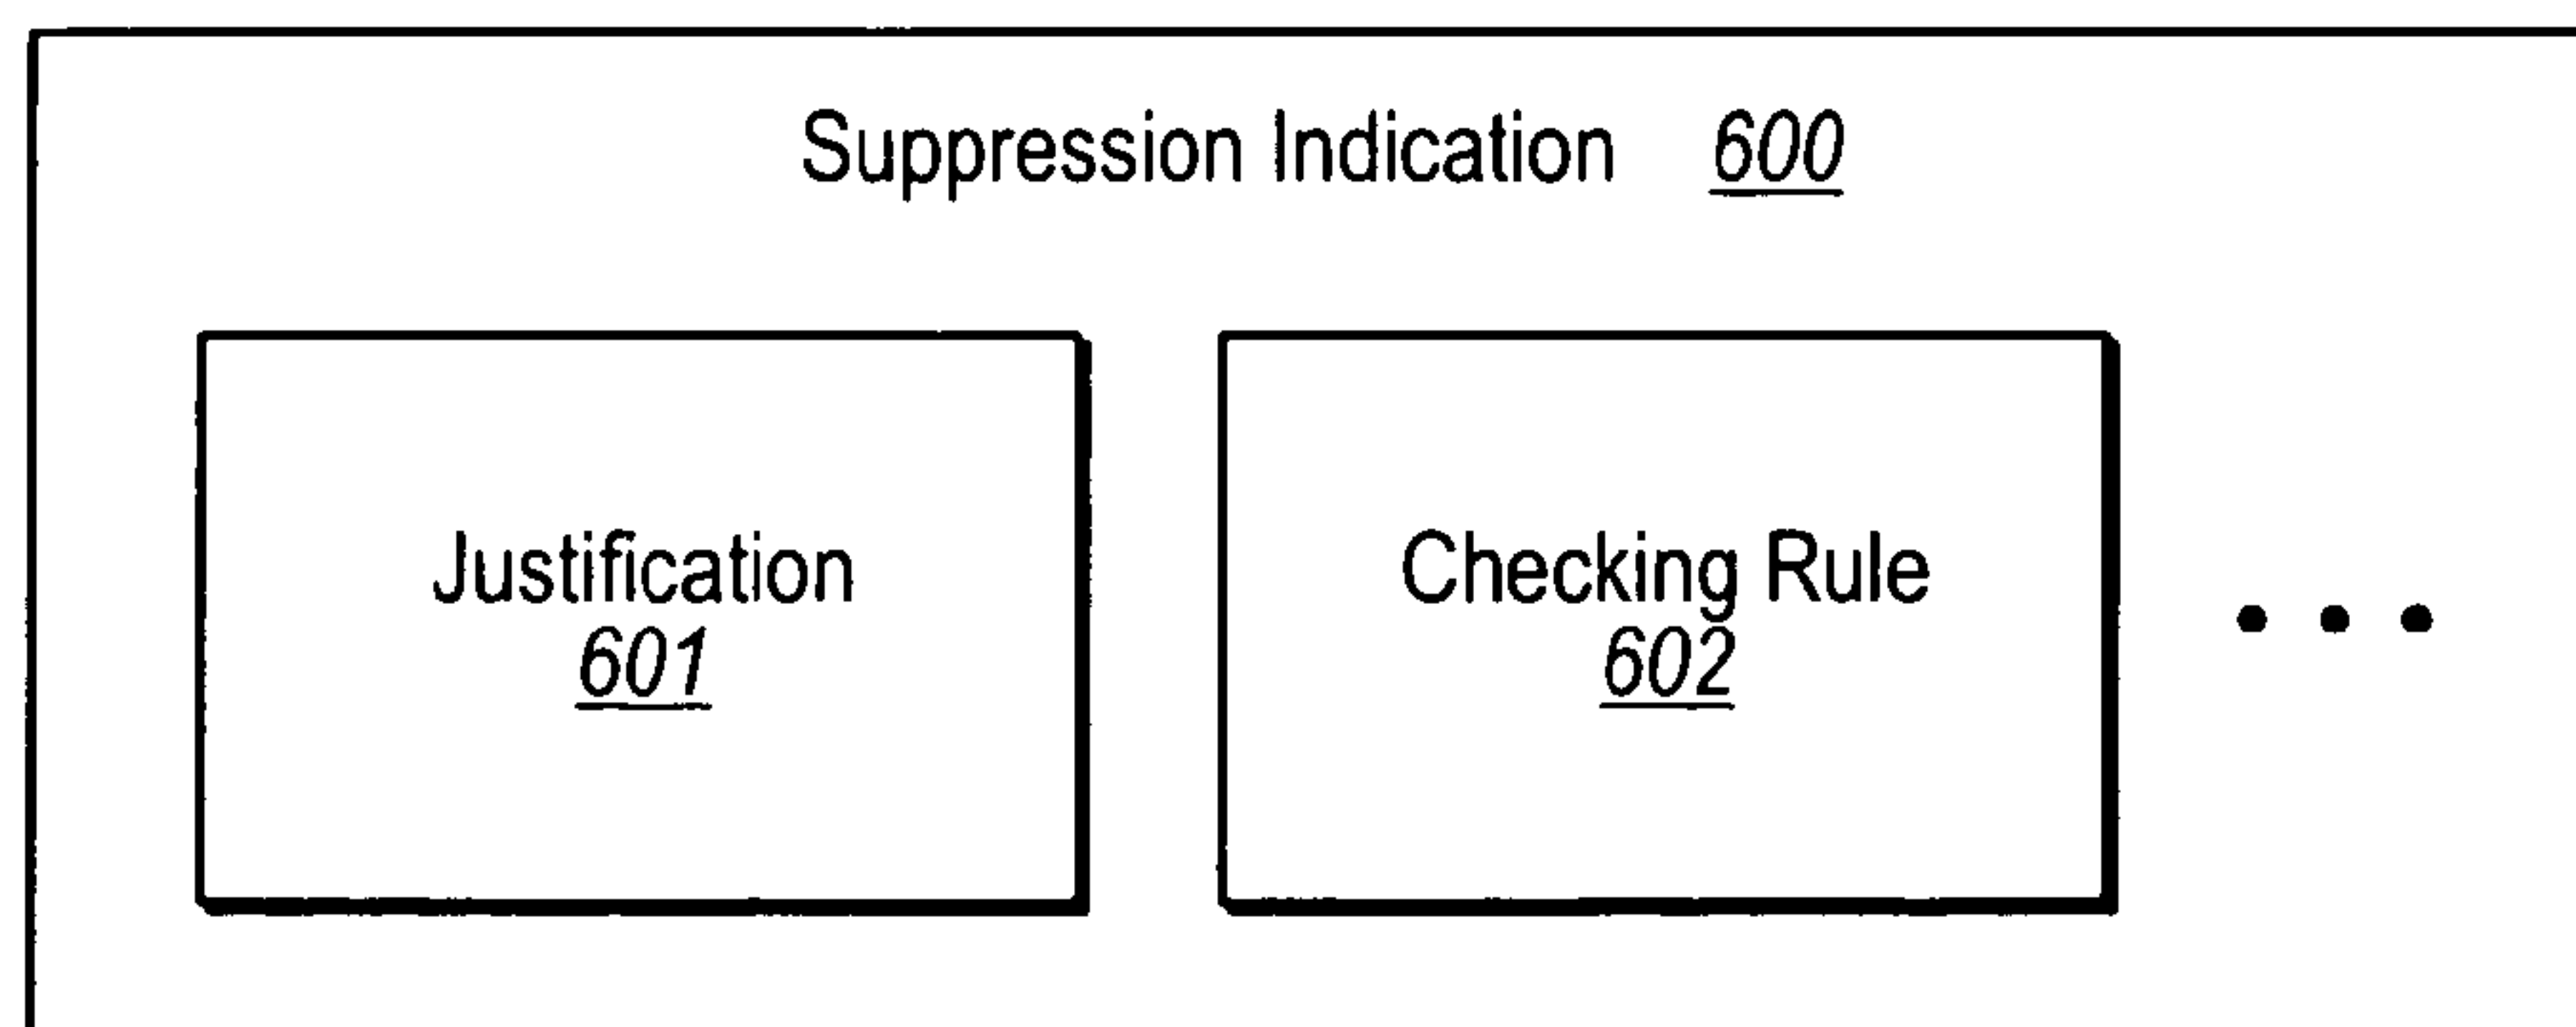 Suppression Indication 600
Justification
601
Checking Rule
602
• • •